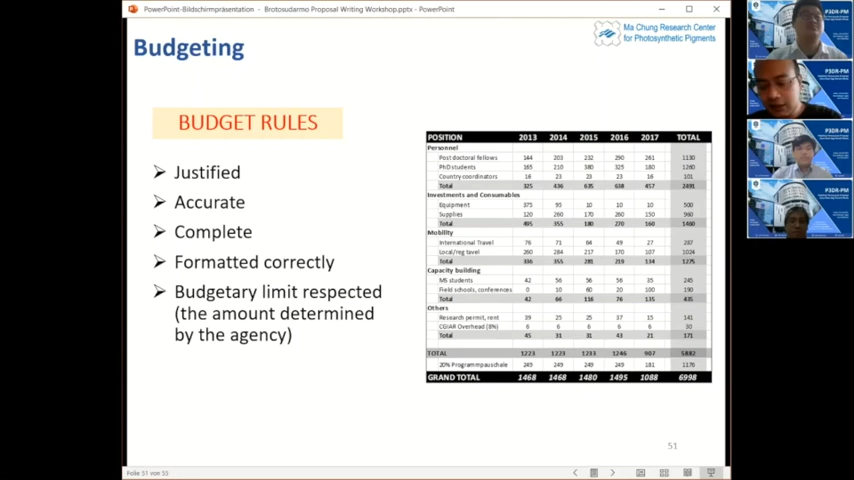 PowerPoint-Bildschirmpräsentation - Brotosudarmo Proposal Writing Workshop.pptx - PowerPoint
Budgeting
Ma Chung Research Center
for Photosynthetic Pigments
BUDGET RULES
Justified
Accurate
Complete
Formatted correctly
Budgetary limit respected
(the amount determined
by the agency)
POSITION 2013 2014 2015 2016 2017 TOTAL
Personnel
Post doctoral fellows 144 203 232 290 261 1130
PhD students 165 210 380 325 180 1260
Country coordinators 16 23 23 23 16 101
Total 325 436 635 638 457 2491
Investments and Consumables
Equipment 375 95 10 10 10 500
Supplies 120 260 170 260 150 960
Total 495 355 180 270 160 1460
Mobility
International Travel 76 71 64 49 27 287
Local/reg tavel 260 284 217 170 107 1024
Total 336 355 281 219 134 1275
Capacity building
MS students 42 56 56 56 35 245
Field schools, conferences 0 10 60 20 100 190
Total 42 66 116 76 135 435
Others
Research permit, rent 39 25 25 37 15 141
CGIAR Overhead (8%) 6 6 6 6 6 30
Total 45 31 31 43 21 171
TOTAL 1223 1223 1233 1246 907 5882
20% Programmpauschale 249 249 249 249 181 1176
GRAND TOTAL 1468 1468 1480 1495 1088 6998
51
Folie 51 von 53
P3DR-PM
P3DR-PM
P3DR-PM
P3DR-PM